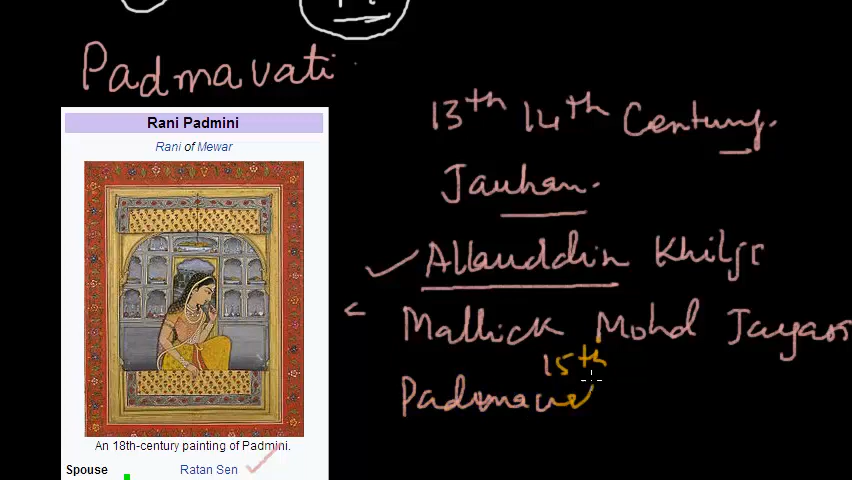 Padmavati
Rani Padmini
Rani of Mewar
An 18th-century painting of Padmini.
Spouse Ratan Sen
13th 14th Century.
Jauhar.
Allauddin Khilji
Mallick Mohd
15th